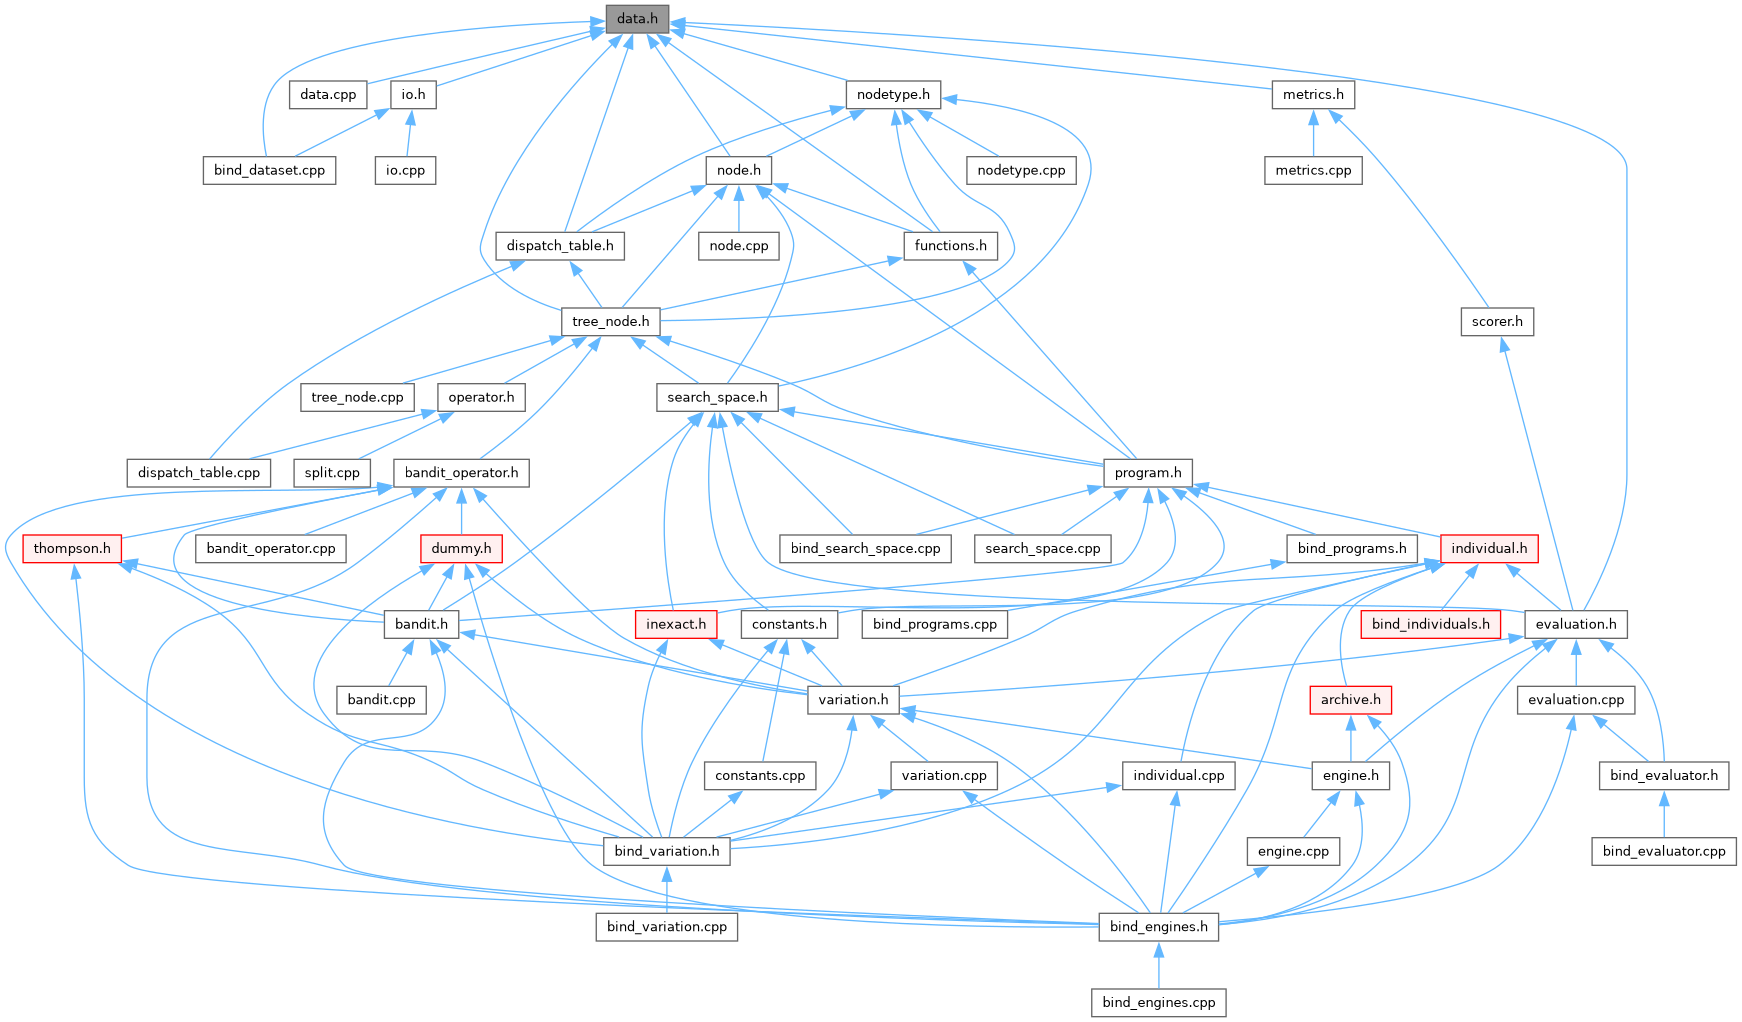 data.h
data.cpp
io.h
nodetype.h
metrics.h
bind_dataset.cpp
io.cpp
node.h
nodetype.cpp
metrics.cpp
dispatch_table.h
node.cpp
functions.h
tree_node.h
scorer.h
tree_node.cpp
operator.h
search_space.h
dispatch_table.cpp
split.cpp
bandit_operator.h
program.h
thompson.h
bandit_operator.cpp
dummy.h
bind_search_space.cpp
search_space.cpp
bind_programs.h
individual.h
bandit.h
inexact.h
constants.h
bind_programs.cpp
bind_individuals.h
evaluation.h
bandit.cpp
variation.h
archive.h
evaluation.cpp
constants.cpp
variation.cpp
individual.cpp
engine.h
bind_evaluator.h
bind_variation.h
engine.cpp
bind_evaluator.cpp
bind_variation.cpp
bind_engines.h
bind_engines.cpp